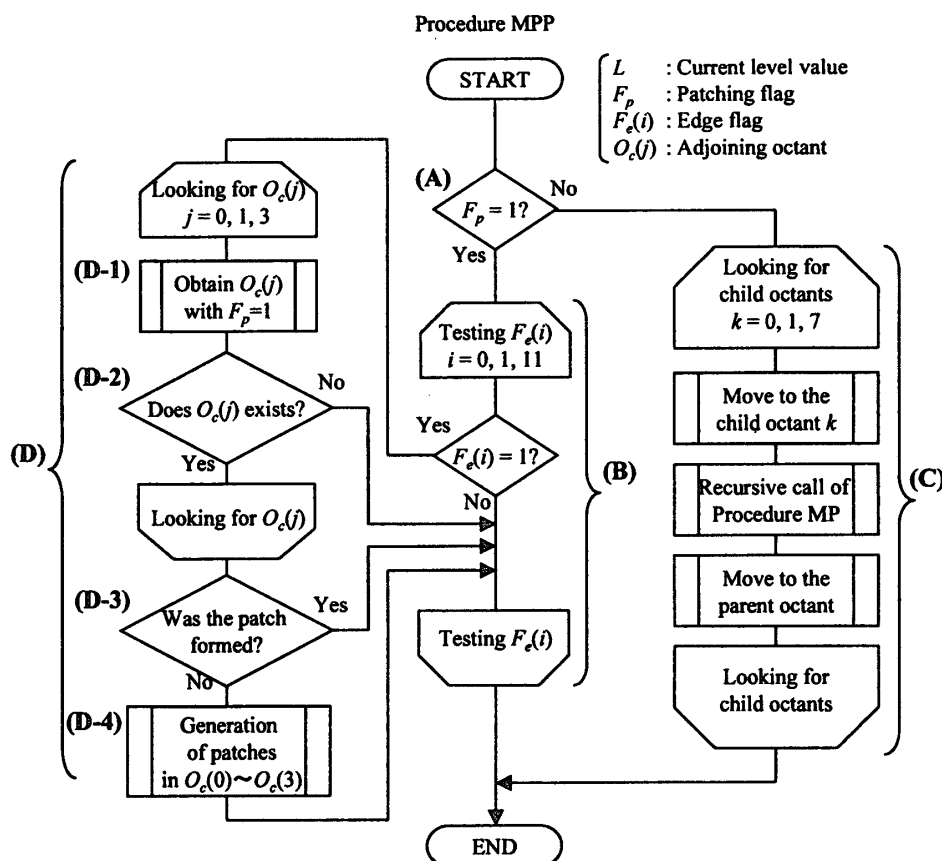 Procedure MPP
START
L : Current level value
F_p : Patching flag
F_e(i) : Edge flag
O_c(j) : Adjoining octant
(A)
F_p = 1?
No
Yes
Looking for O_c(j)
j = 0, 1, 3
(D-1)
Obtain O_c(j)
with F_p=1
(D-2)
Does O_c(j) exists?
No
Yes
(D)
Looking for O_c(j)
(D-3)
Was the patch
formed?
Yes
No
(D-4)
Generation
of patches
in O_c(0)~O_c(3)
Testing F_e(i)
i = 0, 1, 11
Yes
F_e(i) = 1?
No
(B)
Testing F_e(i)
Looking for
child octants
k = 0, 1, 7
Move to the
child octant k
Recursive call of
Procedure MP
(C)
Move to the
parent octant
Looking for
child octants
END